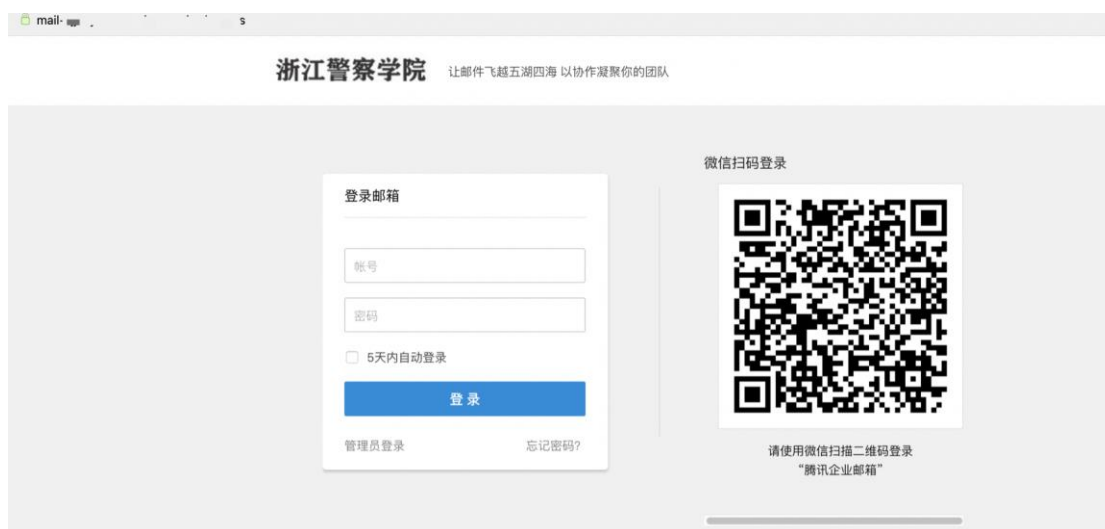 mail-
浙江警察学院 让邮件飞越五湖四海 以协作凝聚你的团队
微信扫码登录
登录邮箱
帐号
密码
5天内自动登录
登 录
管理员登录 忘记密码?
请使用微信扫描二维码登录
“腾讯企业邮箱”